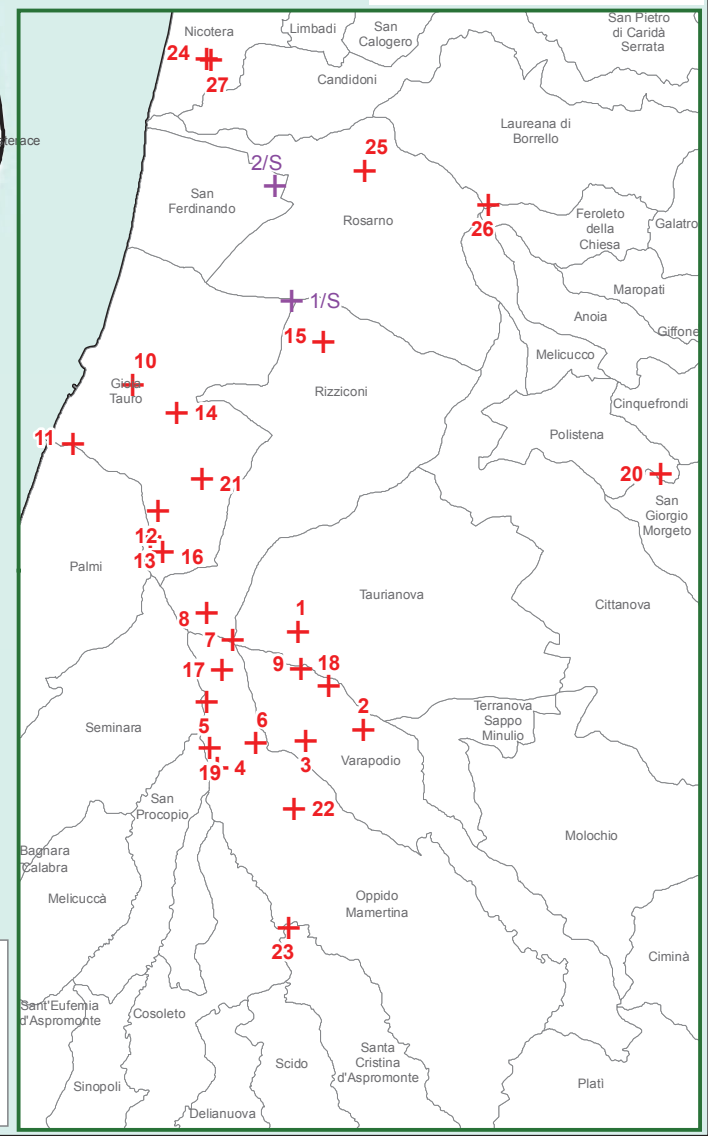 San Pietro
di Caridà
Serrata
Nicotera
Limbadi
San
Calogero
24
27
Candidoni
Laureana di
Borrello
terace
25
2/S
San
Ferdinando
Rosarno
26
Feroleto
della
Chiesa
Galatro
Maropati
1/S
Anoia
Giffone
15
Melicucco
10
Gioia
Tauro
Rizziconi
Cinquefrondi
14
11
Polistena
20
21
San
Giorgio
Morgeto
12
13
16
Palmi
Taurianova
Cittanova
8
1
7
9
18
17
2
Terranova
Sappo
Minulio
Seminara
5
6
3
Varapodio
19
4
San
Procopio
22
Molochio
Bagnara
Calabra
Melicuccà
Oppido
Mamertina
23
Ciminà
Sant'Eufemia
d'Aspromonte
Cosoleto
Scido
Santa
Cristina
d'Aspromonte
Sinopoli
Platì
Delianuova